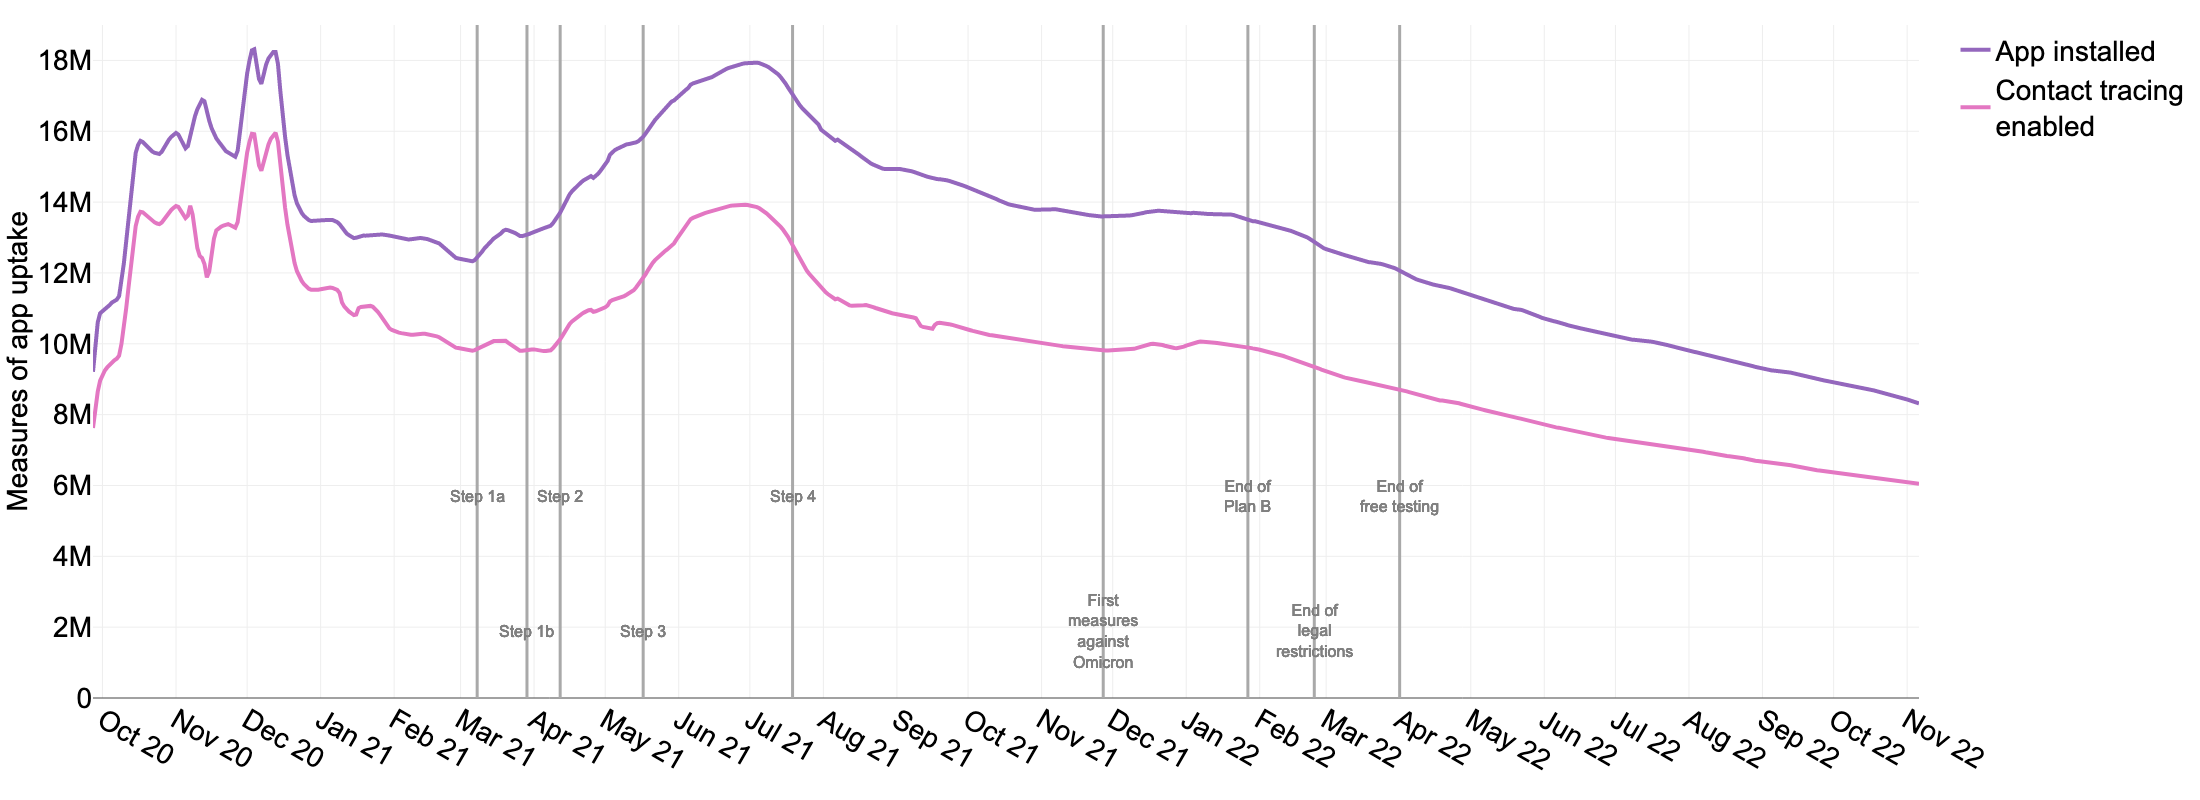 Measures of app uptake
18M
16M
14M
12M
10M
8M
6M
4M
2M
0
App installed
Contact tracing
enabled
Step 1a
Step 2
Step 4
End of
Plan B
End of
free testing
Step 1b
Step 3
First
measures
against
Omicron
End of
legal
restrictions
Oct 20
Nov 20
Dec 20
Jan 21
Feb 21
Mar 21
Apr 21
May 21
Jun 21
Jul 21
Aug 21
Sep 21
Oct 21
Nov 21
Dec 21
Jan 22
Feb 22
Mar 22
Apr 22
May 22
Jun 22
Jul 22
Aug 22
Sep 22
Oct 22
Nov 22